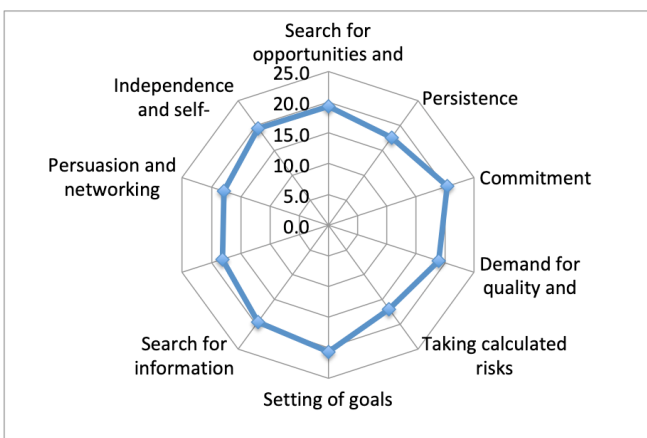 Search for
opportunities and
25.0
20.0
15.0
10.0
5.0
0.0
Persistence
Commitment
Demand for
quality and
Taking calculated
risks
Setting of goals
Search for
information
Persuasion and
networking
Independence
and self-